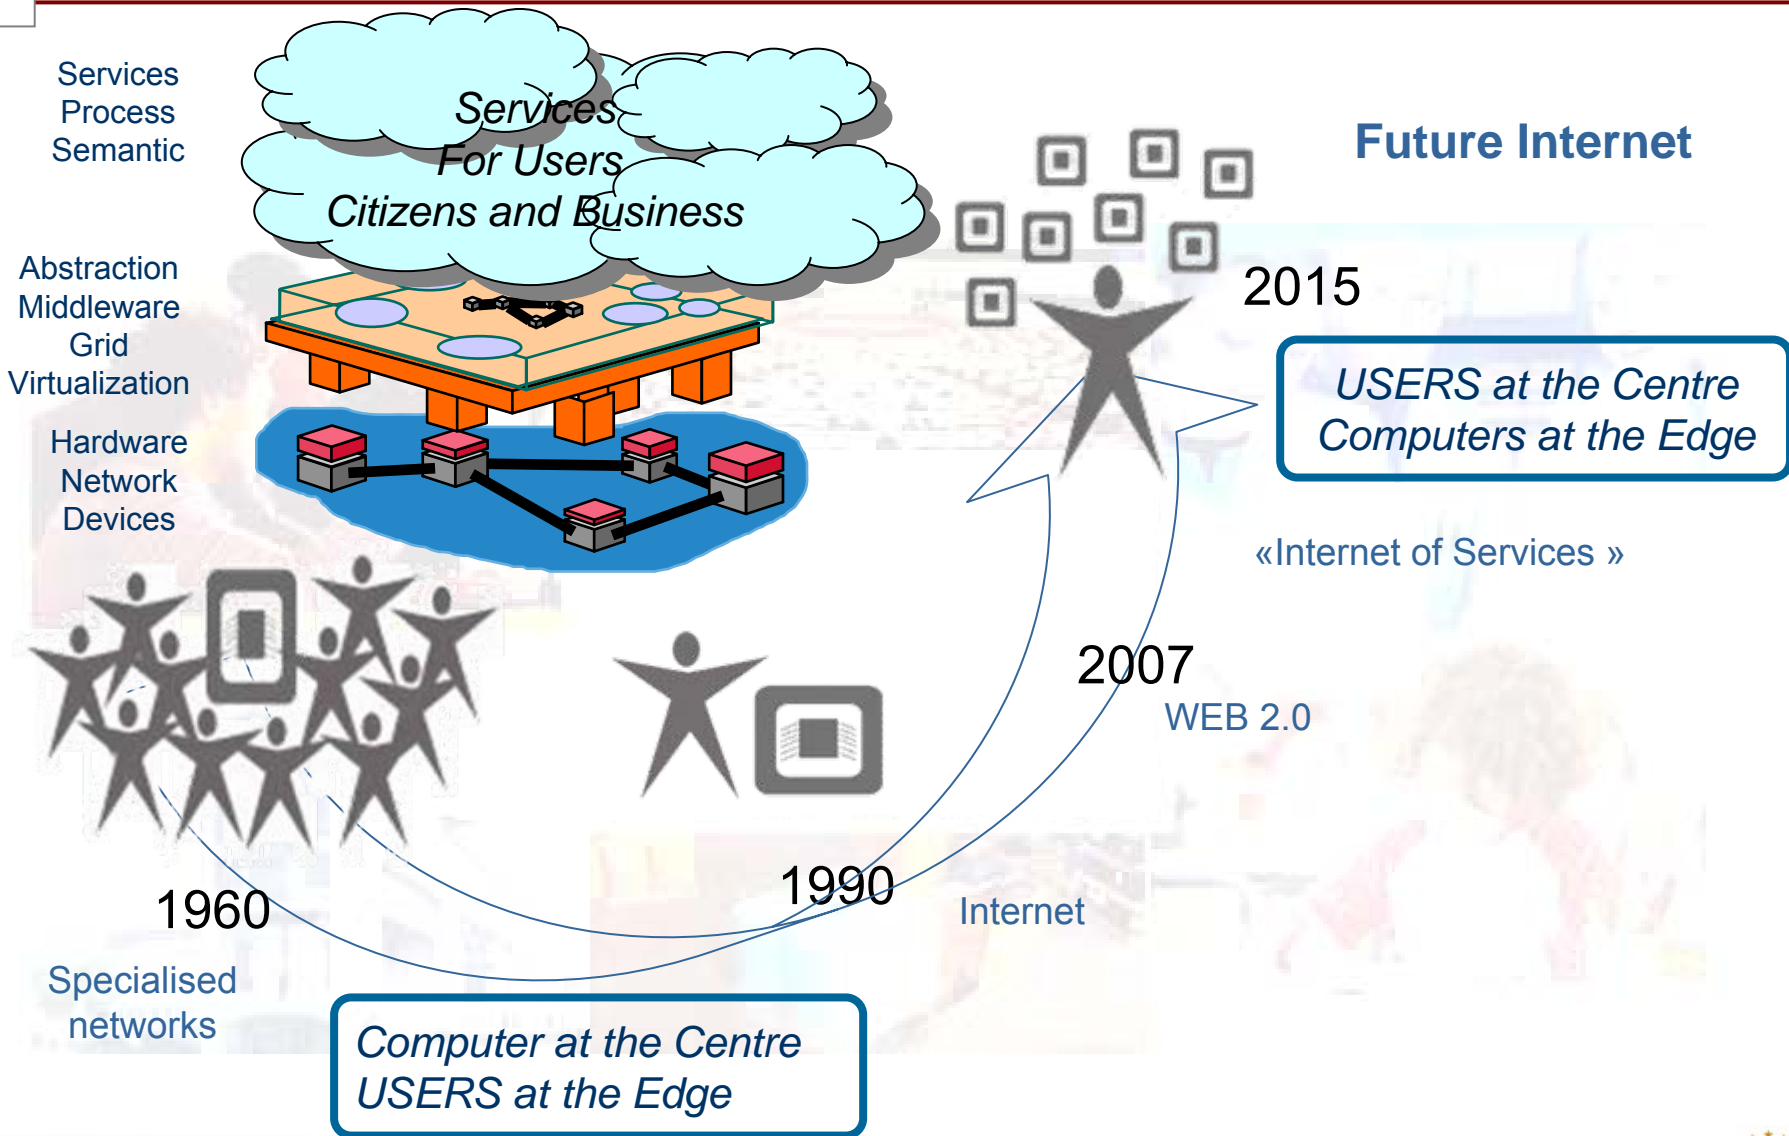 Services
Process
Semantic
Services
For Users
Citizens and Business
Future Internet
Abstraction
Middleware
Grid
Virtualization
2015
USERS at the Centre
Computers at the Edge
Hardware
Network
Devices
«Internet of Services »
2007
WEB 2.0
1990
Internet
1960
Specialised
networks
Computer at the Centre
USERS at the Edge